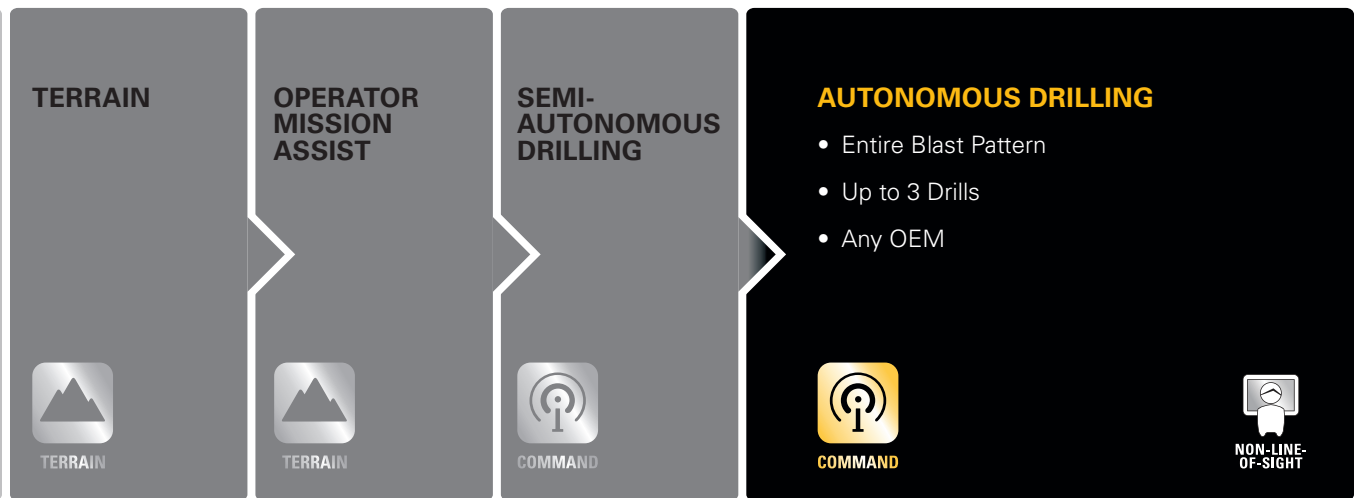 TERRAIN
TERRAIN
OPERATOR
MISSION
ASSIST
TERRAIN
SEMI-
AUTONOMOUS
DRILLING
COMMAND
AUTONOMOUS DRILLING
• Entire Blast Pattern
• Up to 3 Drills
• Any OEM
COMMAND
NON-LINE-
OF-SIGHT